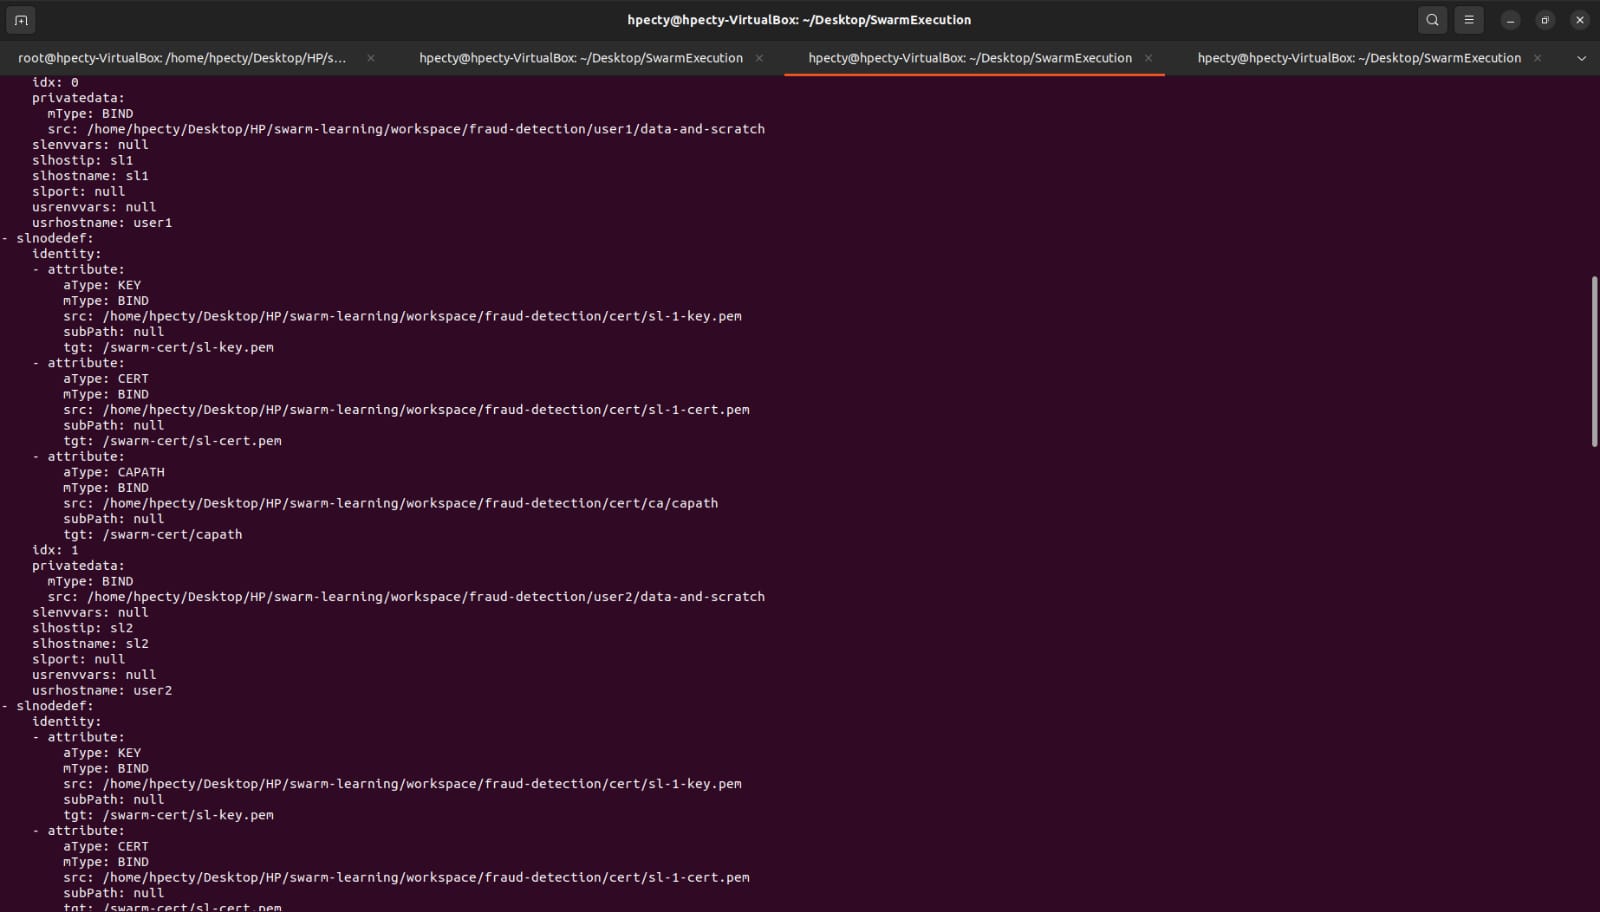 hpecty@hpecty-VirtualBox: ~/Desktop/SwarmExecution
root@hpecty-VirtualBox: /home/hpecty/Desktop/HP/s...
hpecty@hpecty-VirtualBox: ~/Desktop/SwarmExecution
hpecty@hpecty-VirtualBox: ~/Desktop/SwarmExecution
hpecty@hpecty-VirtualBox: ~/Desktop/SwarmExecution
    idx: 0
    privatedata:
      mType: BIND
      src: /home/hpecty/Desktop/HP/swarm-learning/workspace/fraud-detection/user1/data-and-scratch
    slenvvars: null
    slhostip: sl1
    slhostname: sl1
    slport: null
    usrenvvars: null
    usrhostname: user1
- slnodedef:
    identity:
    - attribute:
        aType: KEY
        mType: BIND
        src: /home/hpecty/Desktop/HP/swarm-learning/workspace/fraud-detection/cert/sl-1-key.pem
        subPath: null
        tgt: /swarm-cert/sl-key.pem
    - attribute:
        aType: CERT
        mType: BIND
        src: /home/hpecty/Desktop/HP/swarm-learning/workspace/fraud-detection/cert/sl-1-cert.pem
        subPath: null
        tgt: /swarm-cert/sl-cert.pem
    - attribute:
        aType: CAPATH
        mType: BIND
        src: /home/hpecty/Desktop/HP/swarm-learning/workspace/fraud-detection/cert/ca/capath
        subPath: null
        tgt: /swarm-cert/capath
    idx: 1
    privatedata:
      mType: BIND
      src: /home/hpecty/Desktop/HP/swarm-learning/workspace/fraud-detection/user2/data-and-scratch
    slenvvars: null
    slhostip: sl2
    slhostname: sl2
    slport: null
    usrenvvars: null
    usrhostname: user2
- slnodedef:
    identity:
    - attribute:
        aType: KEY
        mType: BIND
        src: /home/hpecty/Desktop/HP/swarm-learning/workspace/fraud-detection/cert/sl-1-key.pem
        subPath: null
        tgt: /swarm-cert/sl-key.pem
    - attribute:
        aType: CERT
        mType: BIND
        src: /home/hpecty/Desktop/HP/swarm-learning/workspace/fraud-detection/cert/sl-1-cert.pem
        subPath: null
        tgt: /swarm-cert/sl-cert.pem